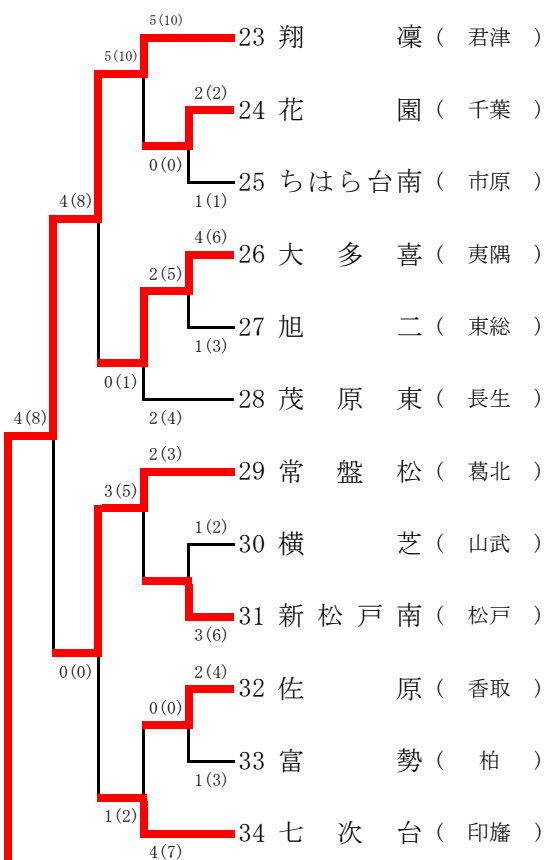 5(10)
23 翔 凜 ( 君津 )
5(10)
2(2)
24 花 園 ( 千葉 )
0(0)
25 ちはら台南 ( 市原 )
1(1)
4(8)
4(6)
26 大 多 喜 ( 夷隅 )
2(5)
27 旭 二 ( 東総 )
1(3)
0(1)
28 茂 原 東 ( 長生 )
2(4)
4(8)
2(3)
29 常 盤 松 ( 葛北 )
3(5)
1(2)
30 横 芝 ( 山武 )
31 新松戸南 ( 松戸 )
3(6)
0(0)
2(4)
32 佐 原 ( 香取 )
0(0)
33 富 勢 ( 柏 )
1(3)
1(2)
34 七 次 台 ( 印旛 )
4(7)